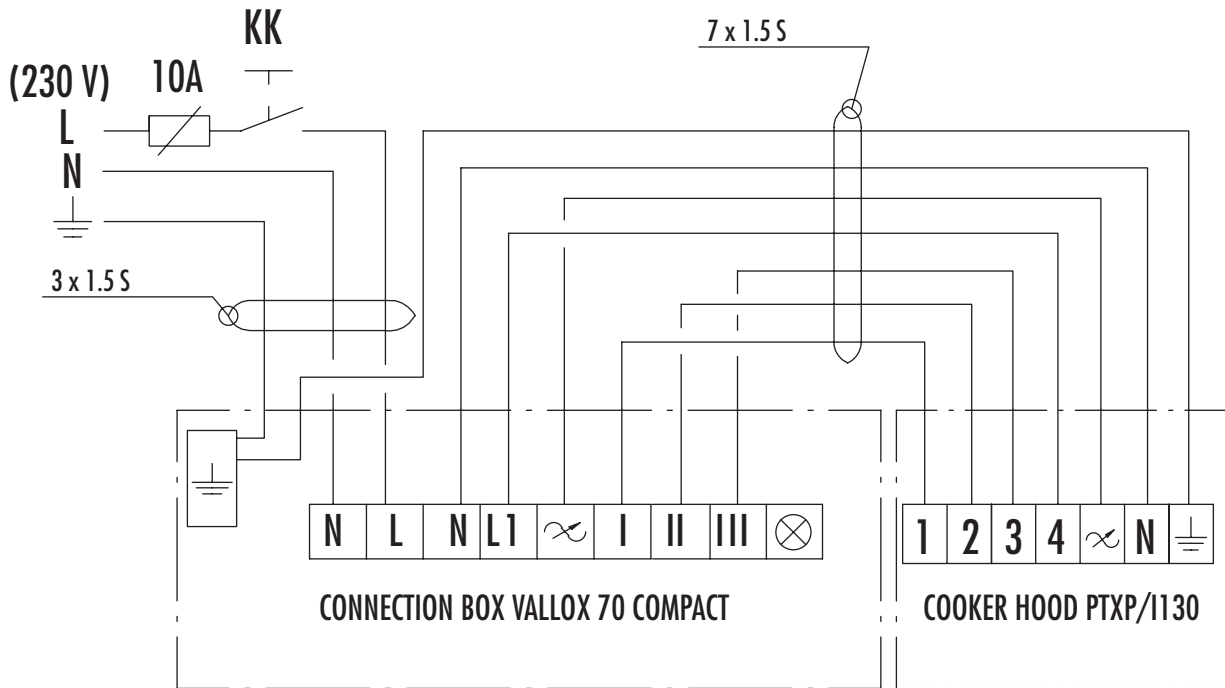 KK
7 x 1.5 S
(230 V)
10A
L
N
3 x 1.5 S
N L N L1 I II III
1 2 3 4 N
CONNECTION BOX VALLOX 70 COMPACT
COOKER HOOD PTXP/I130